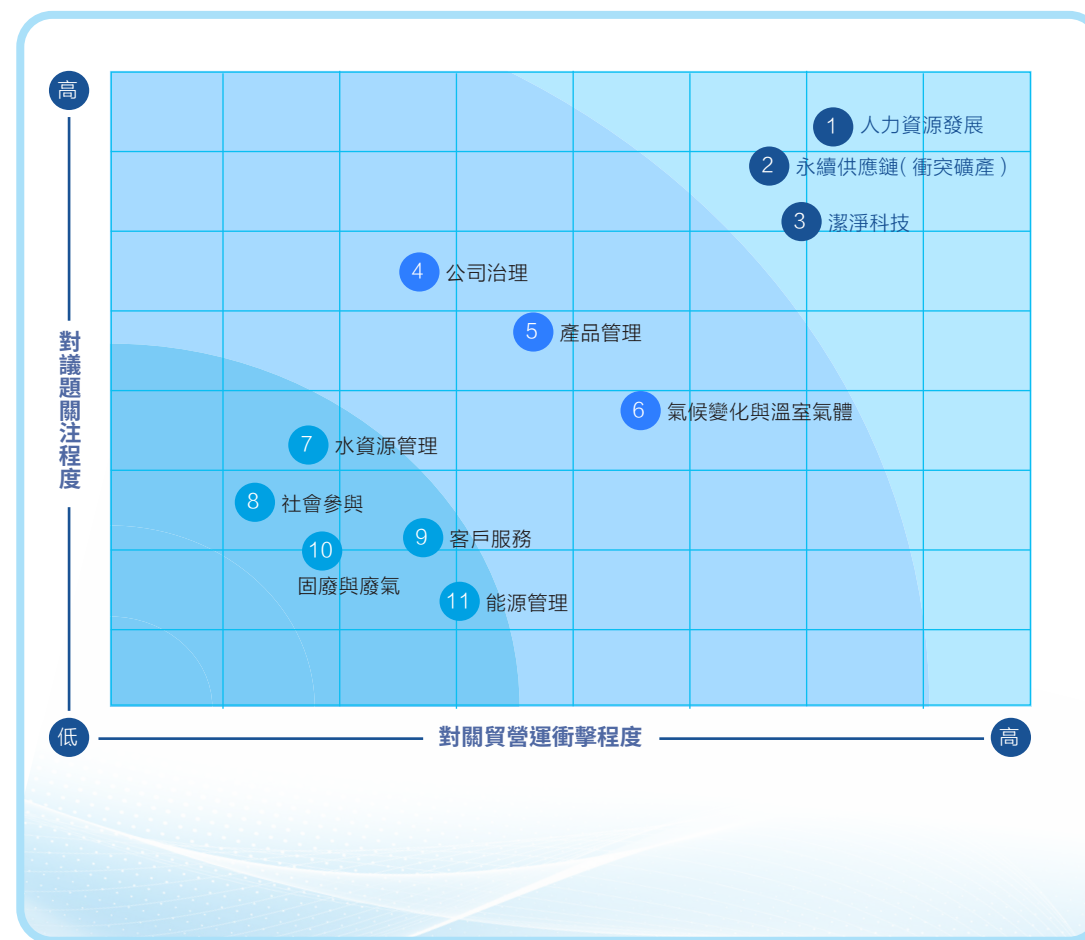 高
1 人力資源發展
2 永續供應鏈(衝突礦產)
3 潔淨科技
4 公司治理
5 產品管理
對議題關注程度
6 氣候變化與溫室氣體
7 水資源管理
8 社會參與
9 客戶服務
10
固廢與廢氣
11 能源管理
低
對關貿營運衝擊程度
高